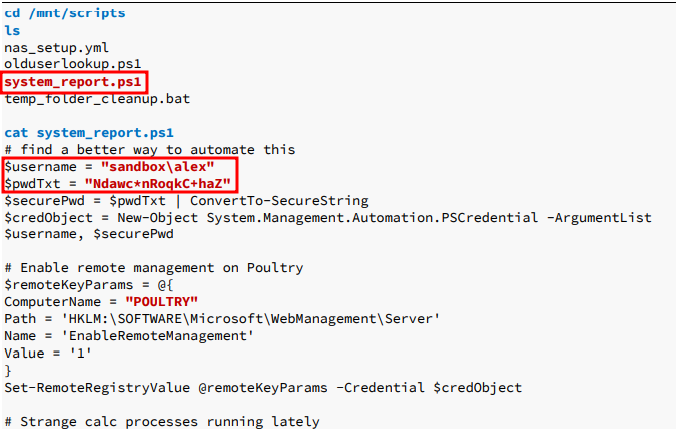 cd /mnt/scripts
ls
nas_setup.yml
olduserlookup.ps1
system_report.ps1
temp_folder_cleanup.bat
cat system_report.ps1
# find a better way to automate this
$username = "sandbox\alex"
$pwdTxt = "Ndawc*nRoqkC+haZ"
$securePwd = $pwdTxt | ConvertTo-SecureString
$credObject = New-Object System.Management.Automation.PSCredential -ArgumentList
$username, $securePwd
# Enable remote management on Poultry
$remoteKeyParams = @{
ComputerName = "POULTRY"
Path = 'HKLM:\SOFTWARE\Microsoft\WebManagement\Server'
Name = 'EnableRemoteManagement'
Value = '1'
}
Set-RemoteRegistryValue @remoteKeyParams -Credential $credObject
# Strange calc processes running lately